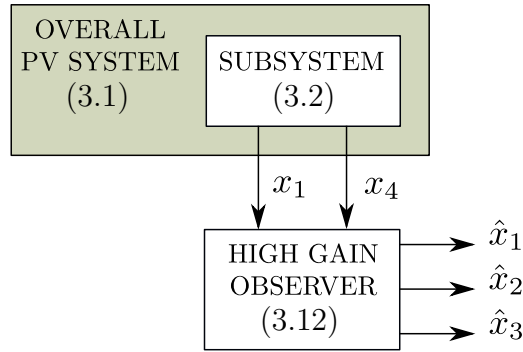 OVERALL
PV SYSTEM
(3.1)
SUBSYSTEM
(3.2)
x₁
x₄
HIGH GAIN
OBSERVER
(3.12)
x̂₁
x̂₂
x̂₃